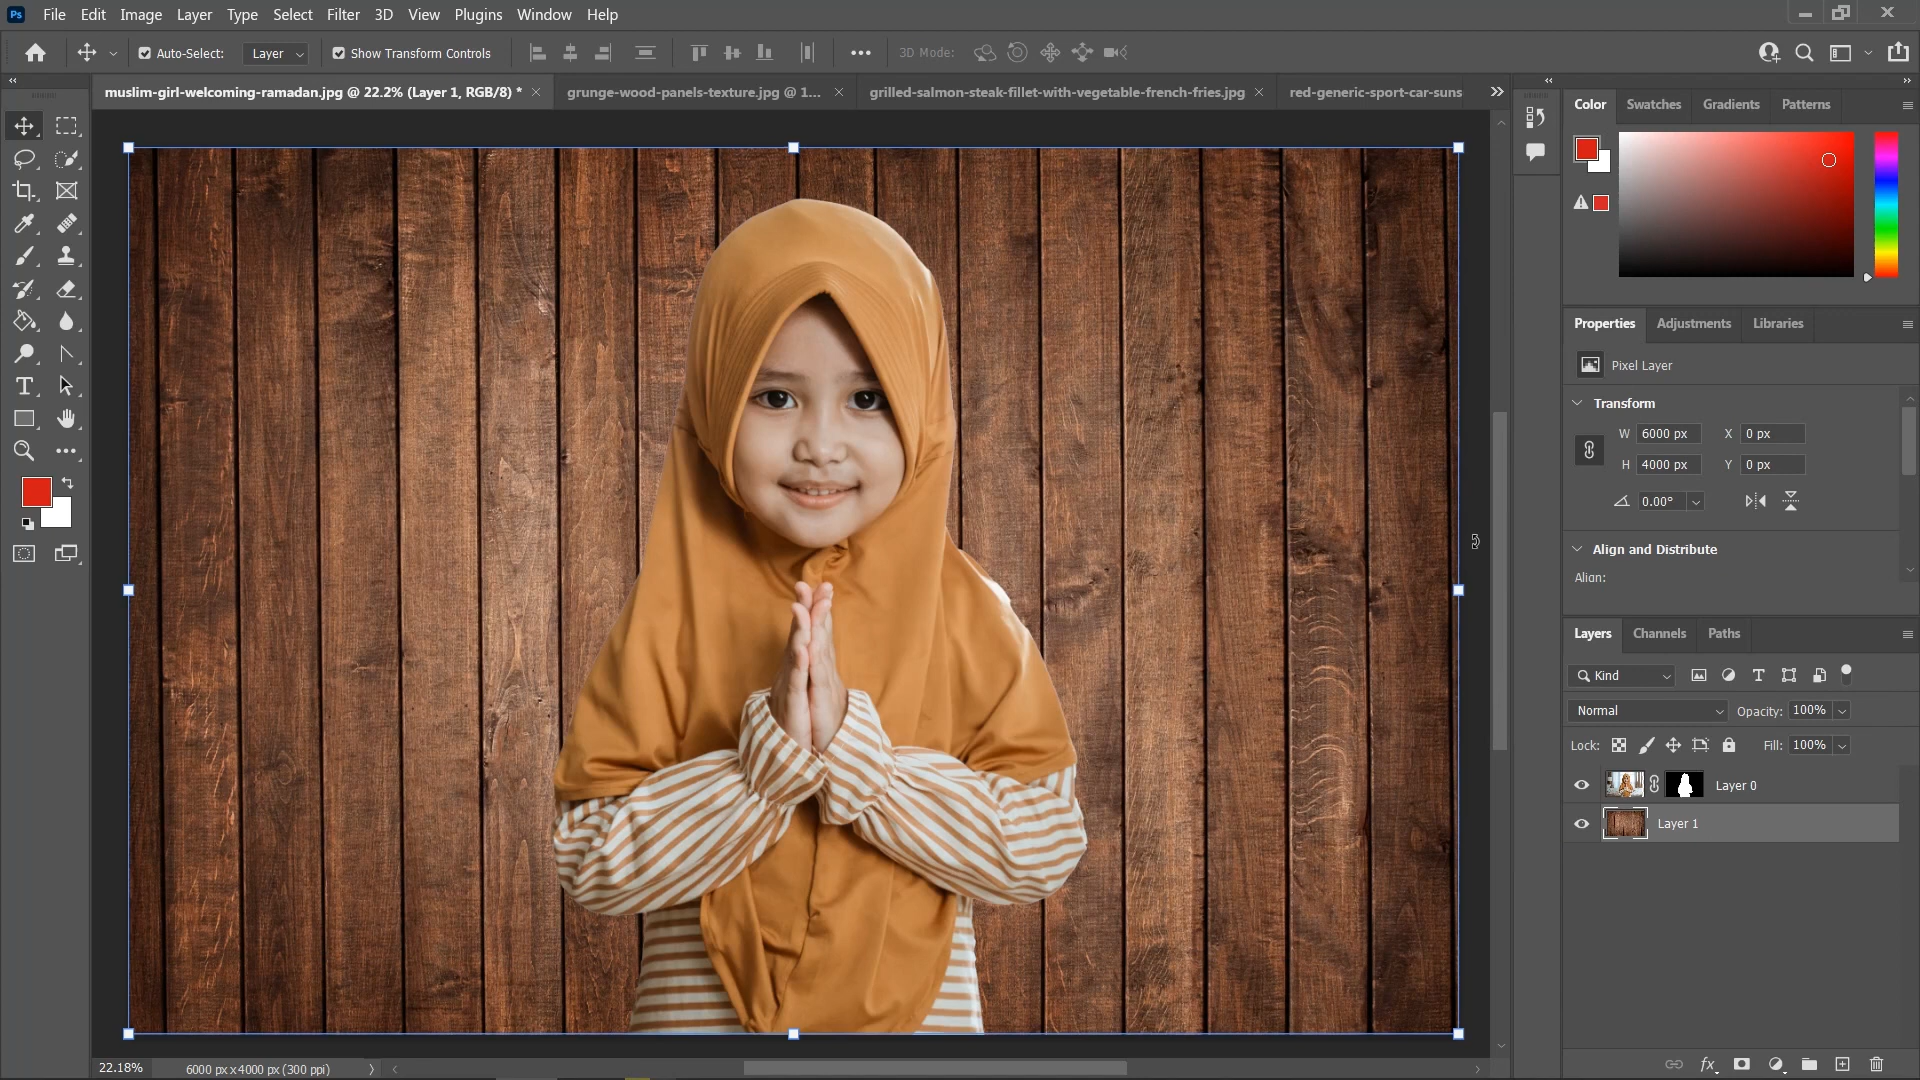 Ps File Edit Image Layer Type Select Filter 3D View Plugins Window Help
Auto-Select: Layer Show Transform Controls ••• 3D Mode:
muslim-girl-welcoming-ramadan.jpg @ 22.2% (Layer 1, RGB/8) * grunge-wood-panels-texture.jpg @ 1... grilled-salmon-steak-fillet-with-vegetable-french-fries.jpg red-generic-sport-car-suns
Color Swatches Gradients Patterns
Properties Adjustments Libraries
Pixel Layer
Transform
W 6000 px X 0 px
H 4000 px Y 0 px
0.00°
Align and Distribute
Align:
Layers Channels Paths
Kind
Normal Opacity: 100%
Lock: Fill: 100%
Layer 0
Layer 1
22.18% 6000 px x 4000 px (300 ppi)
fx